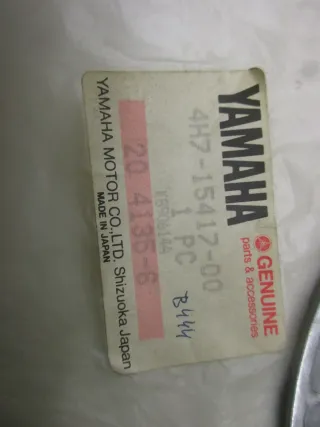 YAMAHA
GENUINE
parts & accessories
4H7-15417-00
1 PC
20 4135-6
B444
YAMAHA MOTOR CO.,LTD. Shizuoka,Japan
MADE IN JAPAN